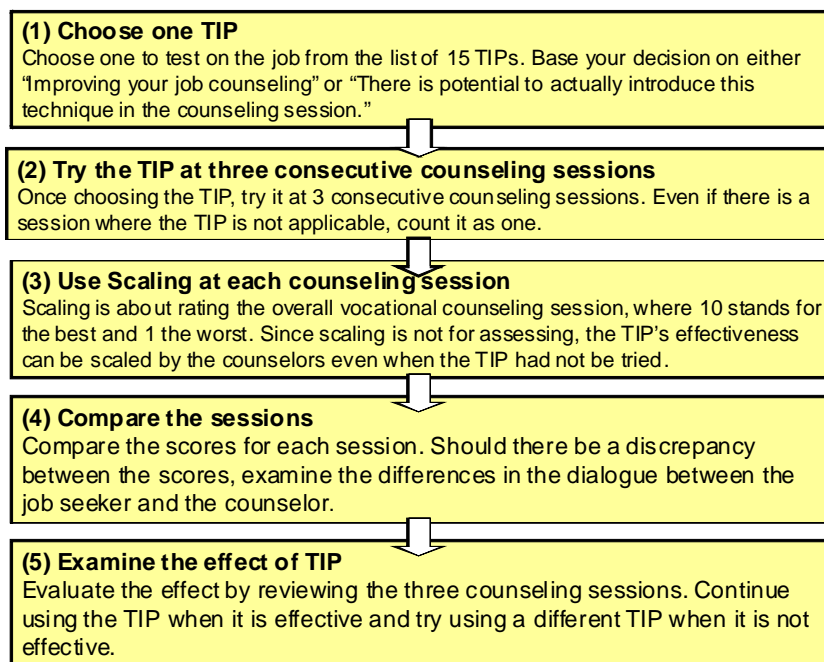 (1) Choose one TIP
Choose one to test on the job from the list of 15 TIPs. Base your decision on either
“Improving your job counseling” or “There is potential to actually introduce this
technique in the counseling session.”
(2) Try the TIP at three consecutive counseling sessions
Once choosing the TIP, try it at 3 consecutive counseling sessions. Even if there is a
session where the TIP is not applicable, count it as one.
(3) Use Scaling at each counseling session
Scaling is about rating the overall vocational counseling session, where 10 stands for
the best and 1 the worst. Since scaling is not for assessing, the TIP’s effectiveness
can be scaled by the counselors even when the TIP had not be tried.
(4) Compare the sessions
Compare the scores for each session. Should there be a discrepancy
between the scores, examine the differences in the dialogue between the
job seeker and the counselor.
(5) Examine the effect of TIP
Evaluate the effect by reviewing the three counseling sessions. Continue
using the TIP when it is effective and try using a different TIP when it is not
effective.